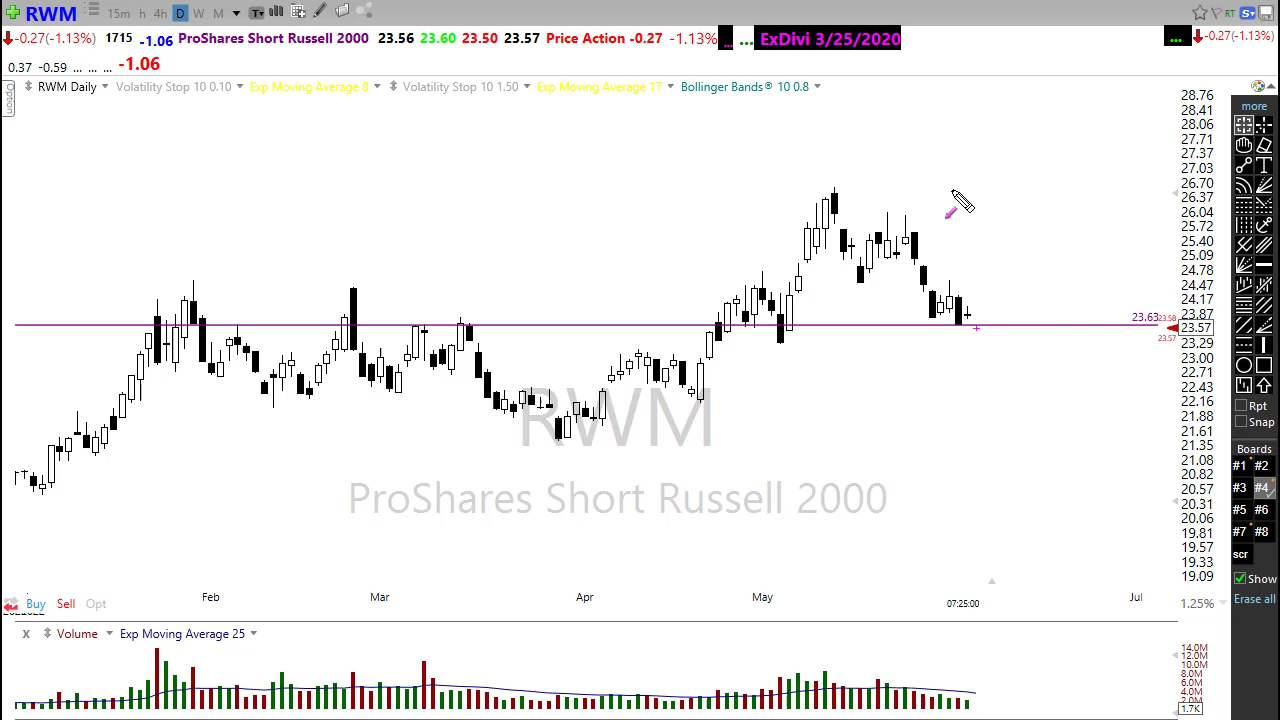 RWM 15m h 4h D W M T RT S
-0.27(-1.13%) 1715 -1.06 ProShares Short Russell 2000 23.56 23.60 23.50 23.57 Price Action -0.27 -1.13% ... ... ExDivi 3/25/2020 ... -0.27(-1.13%)
0.37 -0.59 ... ... ... -1.06
Option
RWM Daily Volatility Stop 10 0.10 Exp Moving Average 8 Volatility Stop 10 1.50 Exp Moving Average 17 Bollinger Bands® 10 0.8
28.76
28.41
28.06
27.71
27.37
27.03
26.70
26.37
26.04
25.72
25.40
25.09
24.78
24.47
24.17
23.87
23.63
23.58
23.57
23.57
23.29
23.00
22.71
22.43
22.16
21.88
21.61
21.35
21.08
20.82
20.57
20.31
20.06
19.81
19.57
19.33
19.09
RWM
ProShares Short Russell 2000
more
Rpt
Snap
Boards
#1 #2
#3 #4
#5 #6
#7 #8
scr
Show
Erase all
Feb Mar Apr May 07:25:00 Jul
Buy Sell Opt
1.25%
X Volume Exp Moving Average 25
14.0M
12.0M
10.0M
8.0M
6.0M
4.0M
2.0M
1.7K